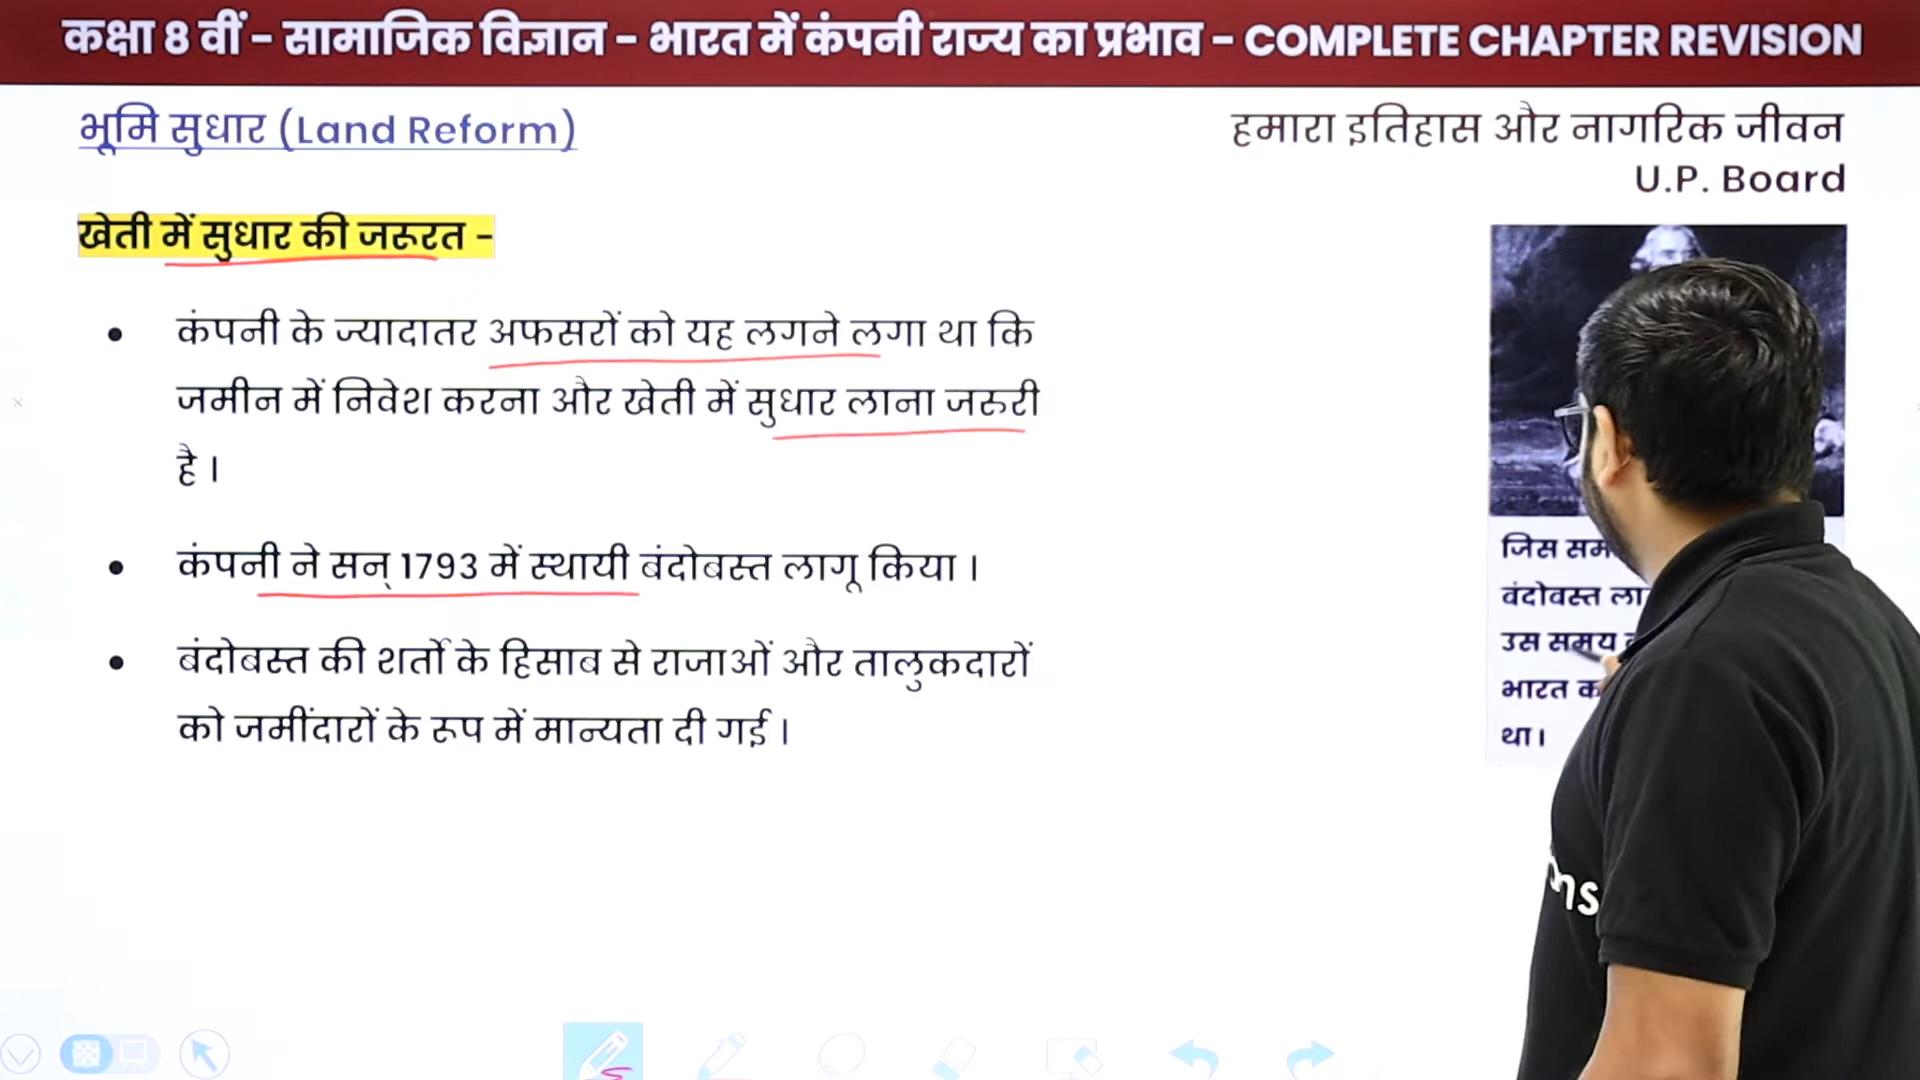 कक्षा 8 वीं - सामाजिक विज्ञान - भारत में कंपनी राज्य का प्रभाव - COMPLETE CHAPTER REVISION
भूमि सुधार (Land Reform)
हमारा इतिहास और नागरिक जीवन
U.P. Board
खेती में सुधार की जरूरत -
कंपनी के ज्यादातर अफसरों को यह लगने लगा था कि
जमीन में निवेश करना और खेती में सुधार लाना जरुरी
है ।
कंपनी ने सन् 1793 में स्थायी बंदोबस्त लागू किया ।
बंदोबस्त की शर्तों के हिसाब से राजाओं और तालुकदारों
को जमींदारों के रूप में मान्यता दी गई ।
जिस
बंदोबस्त
उस समय
भारत
था ।